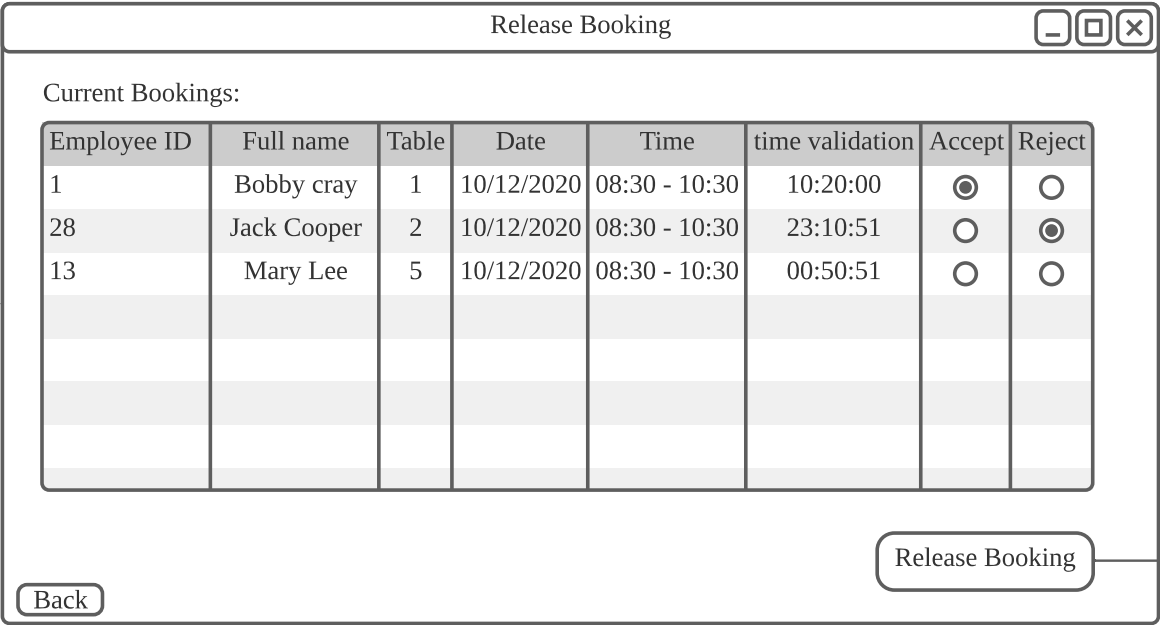 Release Booking
Current Bookings:
Employee ID Full name Table Date Time time validation Accept Reject
1 Bobby cray 1 10/12/2020 08:30 - 10:30 10:20:00
28 Jack Cooper 2 10/12/2020 08:30 - 10:30 23:10:51
13 Mary Lee 5 10/12/2020 08:30 - 10:30 00:50:51
Release Booking
Back